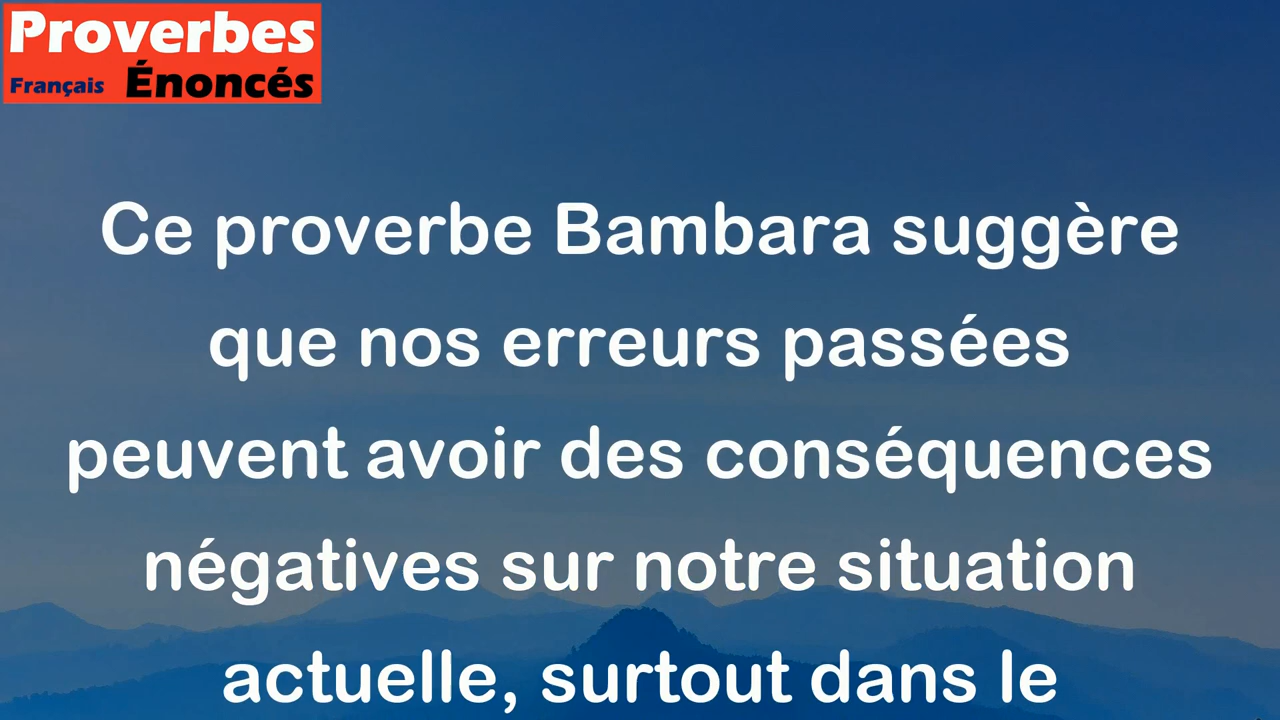 Proverbes
Français Énoncés
Ce proverbe Bambara suggère
que nos erreurs passées
peuvent avoir des conséquences
négatives sur notre situation
actuelle, surtout dans le